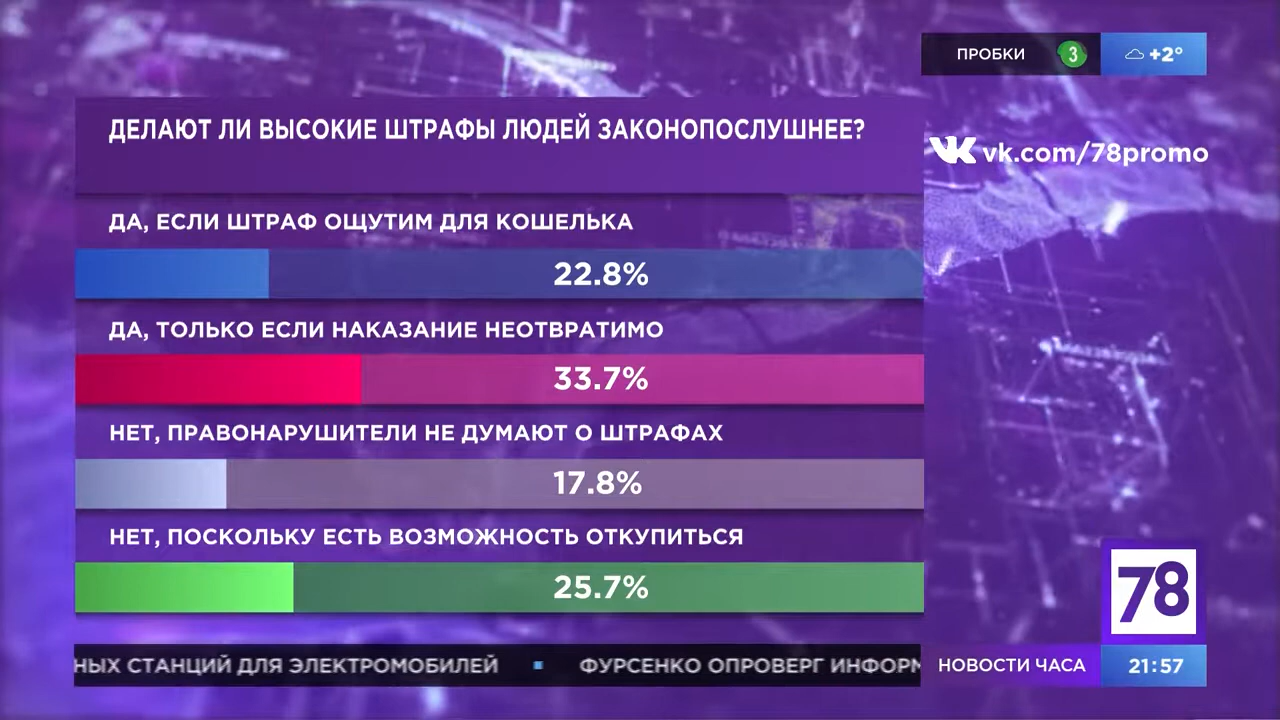 ПРОБКИ 3 +2°
ДЕЛАЮТ ЛИ ВЫСОКИЕ ШТРАФЫ ЛЮДЕЙ ЗАКОНОПОСЛУШНЕЕ?
vk.com/78promo
ДА, ЕСЛИ ШТРАФ ОЩУТИМ ДЛЯ КОШЕЛЬКА
22.8%
ДА, ТОЛЬКО ЕСЛИ НАКАЗАНИЕ НЕОТВРАТИМО
33.7%
НЕТ, ПРАВОНАРУШИТЕЛИ НЕ ДУМАЮТ О ШТРАФАХ
17.8%
НЕТ, ПОСКОЛЬКУ ЕСТЬ ВОЗМОЖНОСТЬ ОТКУПИТЬСЯ
25.7%
78
НЫХ СТАНЦИЙ ДЛЯ ЭЛЕКТРОМОБИЛЕЙ ▪ ФУРСЕНКО ОПРОВЕРГ ИНФОРМ
НОВОСТИ ЧАСА 21:57